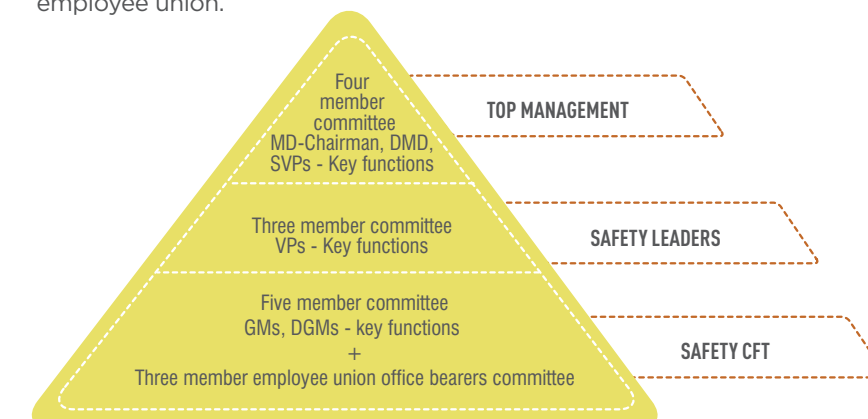 employee union.
Four
member
committee
MD-Chairman, DMD,
SVPs - Key functions
TOP MANAGEMENT
Three member committee
VPs - Key functions
SAFETY LEADERS
Five member committee
GMs, DGMs - key functions
+
Three member employee union office bearers committee
SAFETY CFT